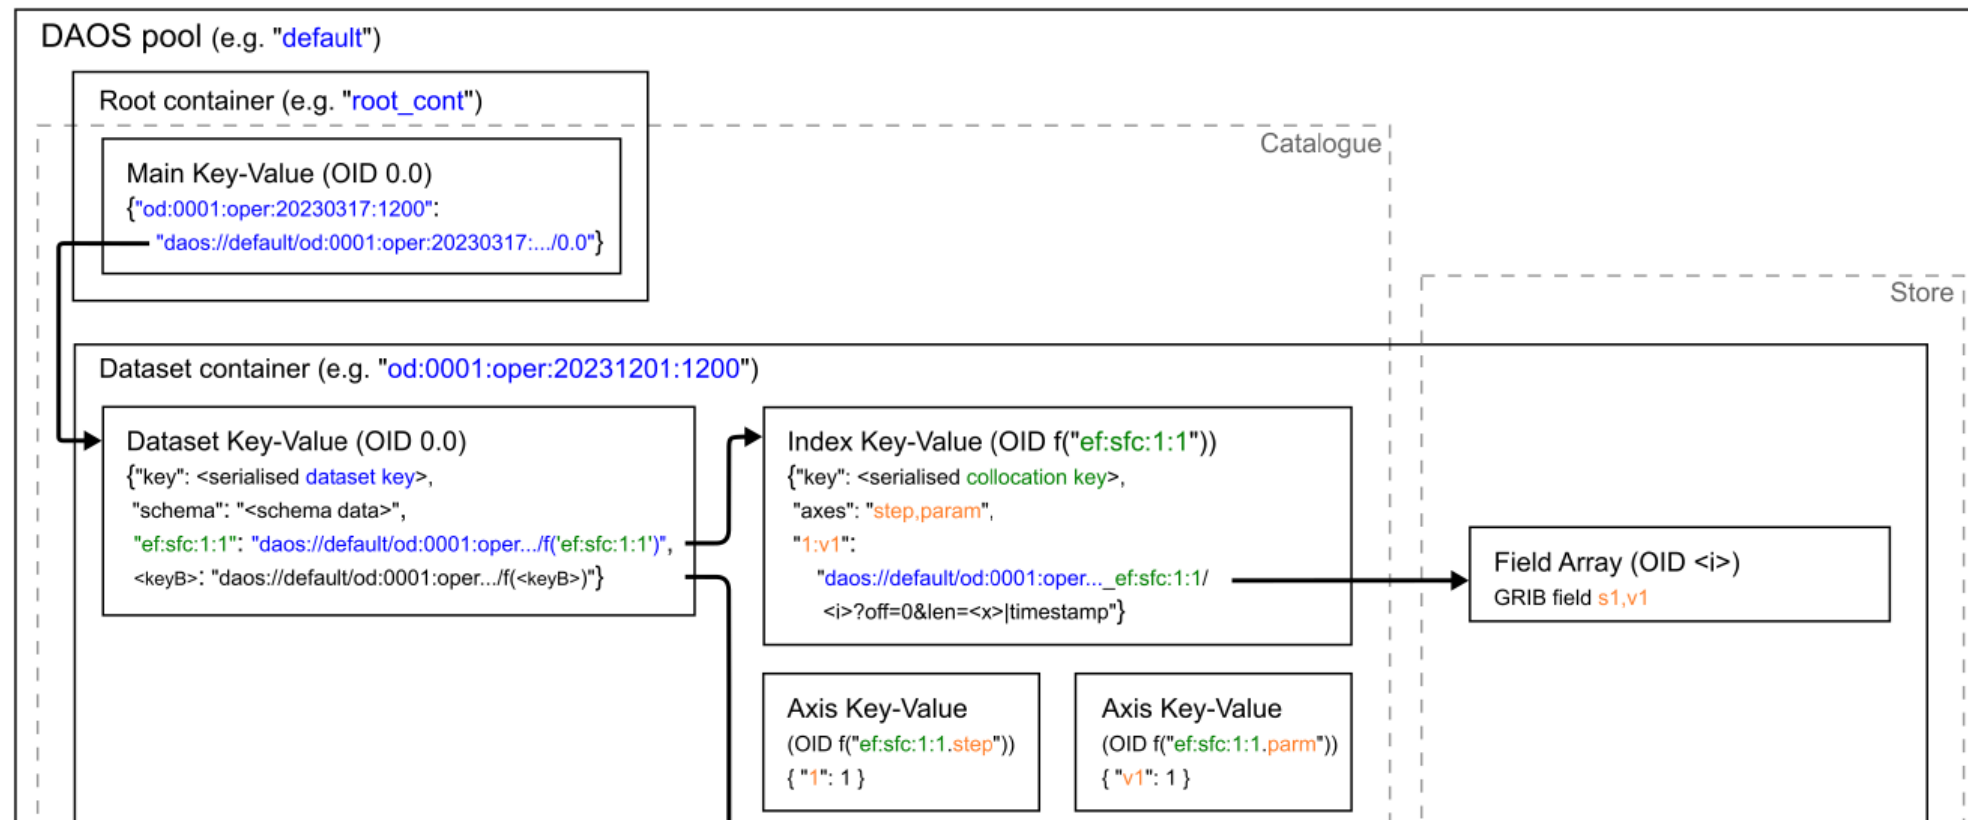 DAOS pool (e.g. "default")
Root container (e.g. "root_cont")
Catalogue
Main Key-Value (OID 0.0)
{"od:0001:oper:20230317:1200":
"daos://default/od:0001:oper:20230317:.../0.0"}
Store
Dataset container (e.g. "od:0001:oper:20231201:1200")
Dataset Key-Value (OID 0.0)
{"key": <serialised dataset key>,
"schema": "<schema data>",
"ef:sfc:1:1": "daos://default/od:0001:oper.../f('ef:sfc:1:1')",
<keyB>: "daos://default/od:0001:oper.../f(<keyB>)"}
Index Key-Value (OID f("ef:sfc:1:1"))
{"key": <serialised collocation key>,
"axes": "step,param",
"1:v1":
"daos://default/od:0001:oper..._ef:sfc:1:1/
<i>?off=0&len=<x>|timestamp"}
Field Array (OID <i>)
GRIB field s1,v1
Axis Key-Value
(OID f("ef:sfc:1:1.step"))
{ "1": 1 }
Axis Key-Value
(OID f("ef:sfc:1:1.parm"))
{ "v1": 1 }